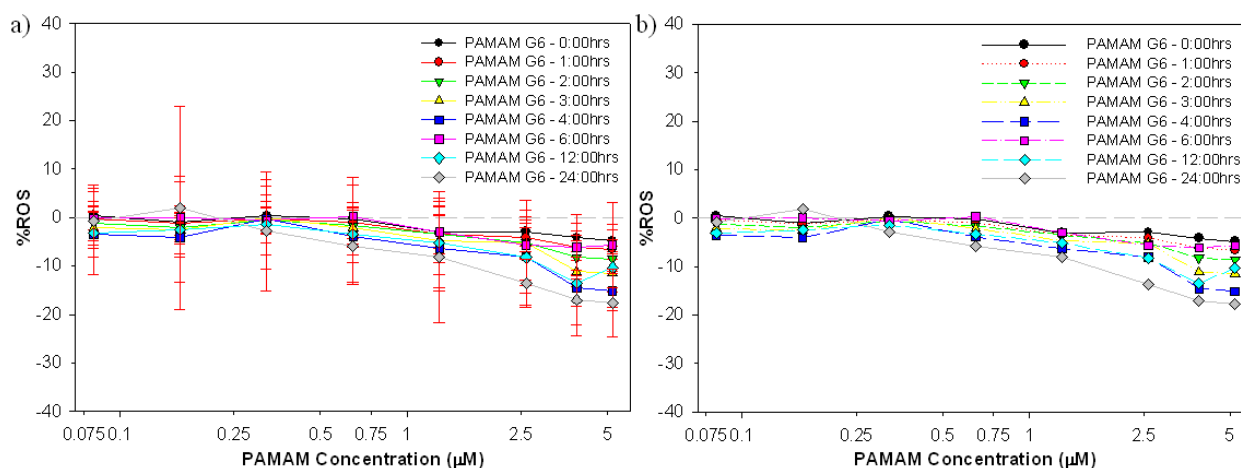 a)
40
30
20
10
0
-10
-20
-30
-40
%ROS
PAMAM G6 - 0:00hrs
PAMAM G6 - 1:00hrs
PAMAM G6 - 2:00hrs
PAMAM G6 - 3:00hrs
PAMAM G6 - 4:00hrs
PAMAM G6 - 6:00hrs
PAMAM G6 - 12:00hrs
PAMAM G6 - 24:00hrs
0.075 0.1 0.25 0.5 0.75 1 2.5 5
PAMAM Concentration (µM)
b)
40
30
20
10
0
-10
-20
-30
-40
%ROS
PAMAM G6 - 0:00hrs
PAMAM G6 - 1:00hrs
PAMAM G6 - 2:00hrs
PAMAM G6 - 3:00hrs
PAMAM G6 - 4:00hrs
PAMAM G6 - 6:00hrs
PAMAM G6 - 12:00hrs
PAMAM G6 - 24:00hrs
0.075 0.1 0.25 0.5 0.75 1 2.5 5
PAMAM Concentration (µM)